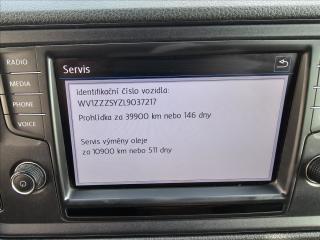 Servis
RADIO
MEDIA
PHONE
VOICE
Identifikační číslo vozidla:
WV1ZZZSYZL9037217
Prohlídka za 39900 km nebo 146 dny
Servis výměny oleje
za 10900 km nebo 511 dny